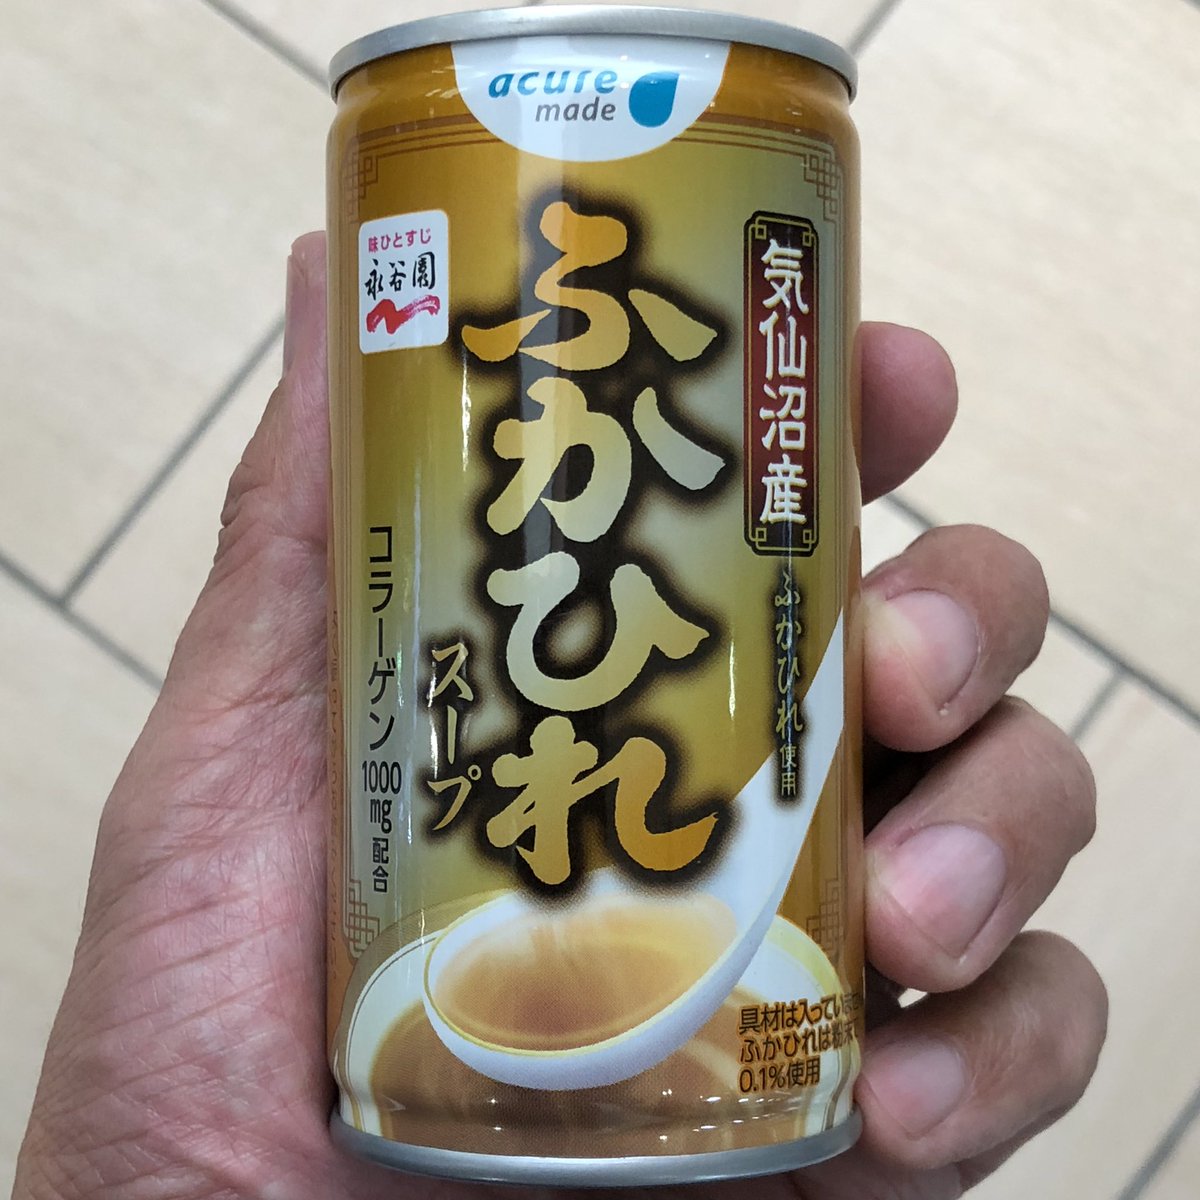 acure
made
味ひとすじ
永谷園
気仙沼産
ふかひれ使用
ふかひれ
スープ
コラーゲン1000mg配合
具材は入っていませ
ふかひれは粉末で
0.1%使用